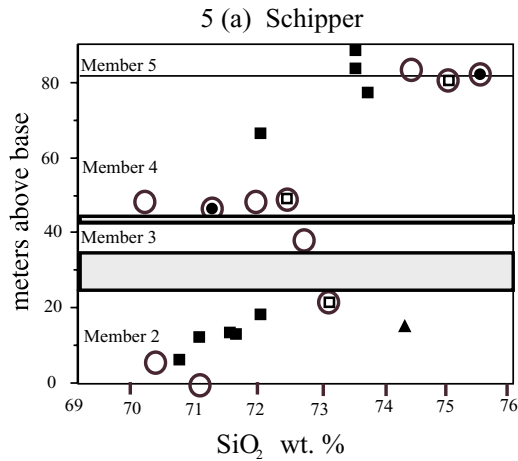 5 (a) Schipper
meters above base
80
60
40
20
0
Member 5
Member 4
Member 3
Member 2
69 70 71 72 73 74 75 76
SiO₂ wt. %